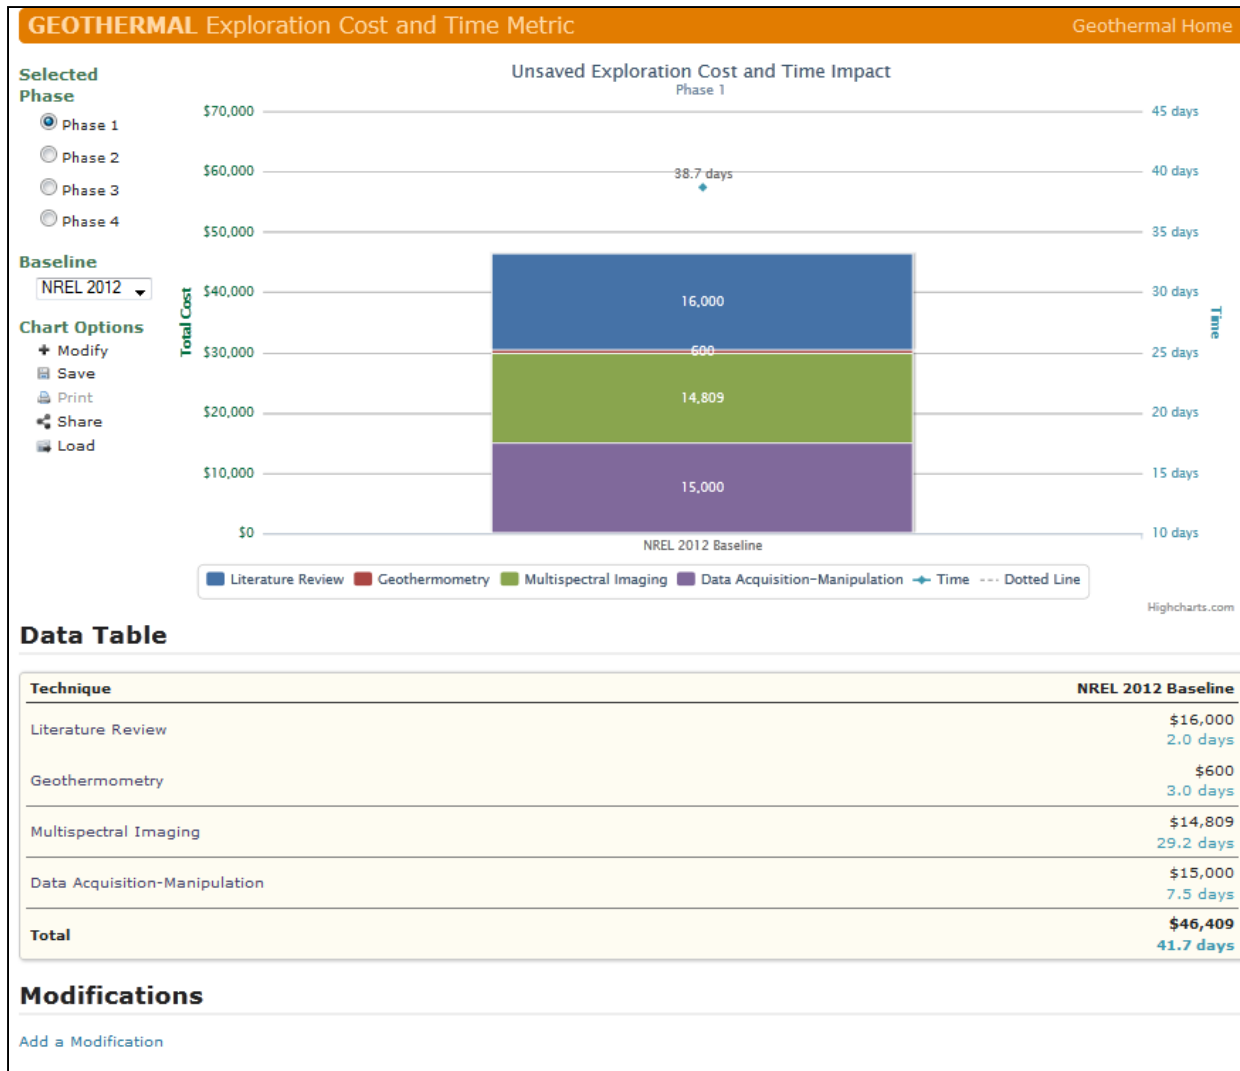 GEOTHERMAL Exploration Cost and Time Metric
Geothermal Home
Selected
Phase
Phase 1
Phase 2
Phase 3
Phase 4
Baseline
NREL 2012
Chart Options
Modify
Save
Print
Share
Load
Unsaved Exploration Cost and Time Impact
Phase 1
Total Cost
$70,000
$60,000
$50,000
$40,000
$30,000
$20,000
$10,000
$0
38.7 days
16,000
600
14,809
15,000
NREL 2012 Baseline
45 days
40 days
35 days
30 days
25 days
20 days
15 days
10 days
Time
Literature Review Geothermometry Multispectral Imaging Data Acquisition-Manipulation Time Dotted Line
Highcharts.com
Data Table
Technique NREL 2012 Baseline
Literature Review $16,000
2.0 days
Geothermometry $600
3.0 days
Multispectral Imaging $14,809
29.2 days
Data Acquisition-Manipulation $15,000
7.5 days
Total $46,409
41.7 days
Modifications
Add a Modification